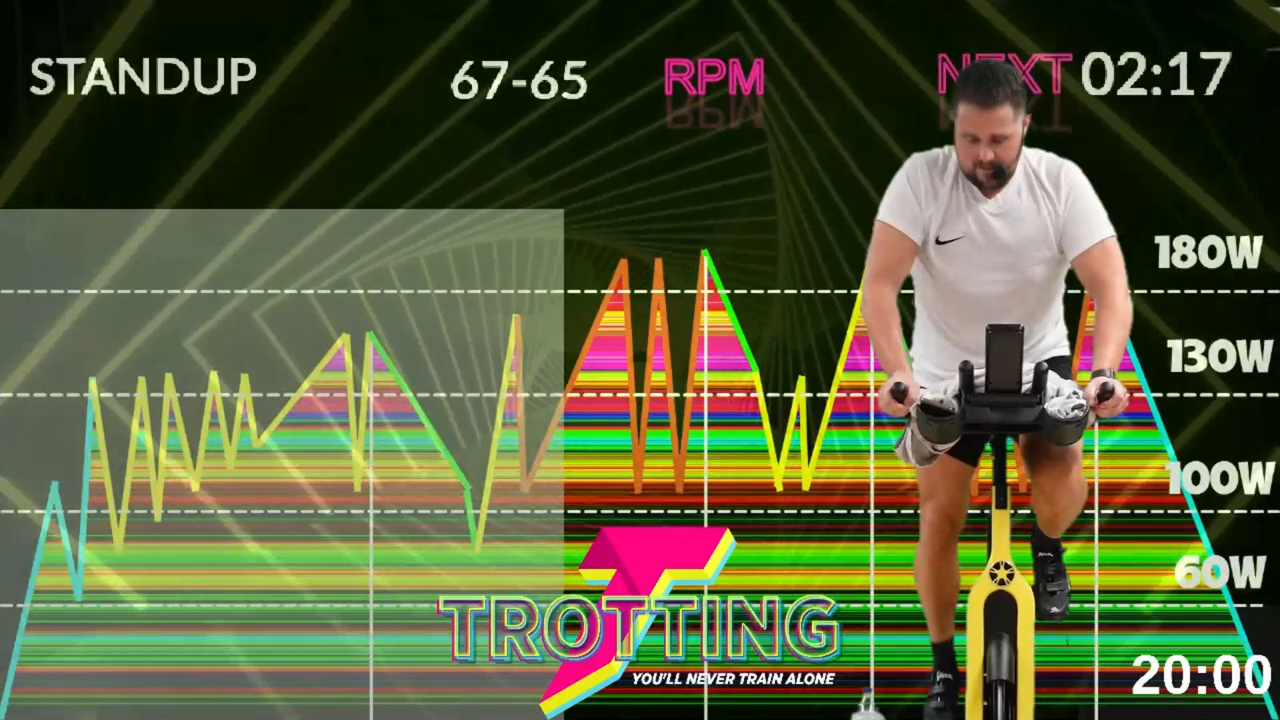 STANDUP
67-65
RPM
NEXT 02:17
180W
130W
100W
60W
TROTTING
YOU'LL NEVER TRAIN ALONE
20:00